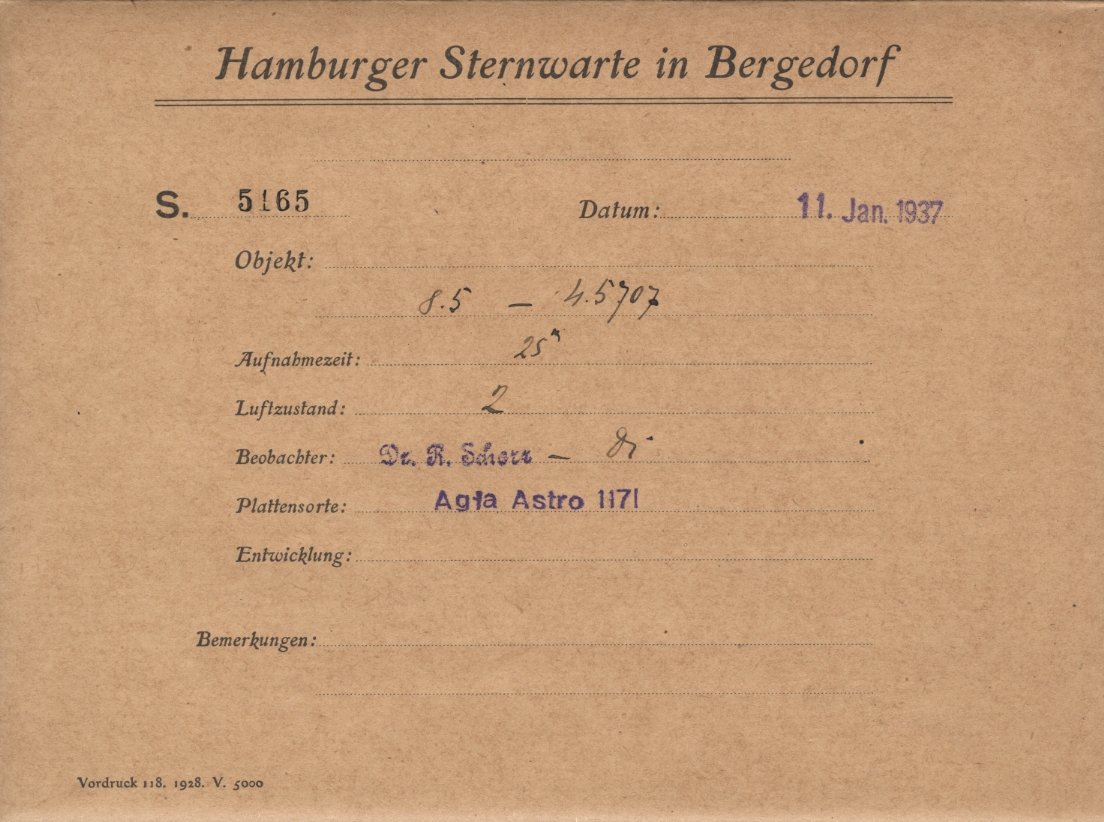 Hamburger Sternwarte in Bergedorf
S. 5165 Datum: 11. Jan. 1937
Objekt:
8.5 — 4.5707
Aufnahmezeit: 25ᵐ
Luftzustand: 2
Beobachter: Dr. R. Schorr — Di
Plattensorte: Agfa Astro 1171
Entwicklung:
Bemerkungen:
Vordruck 118. 1928. V. 5000